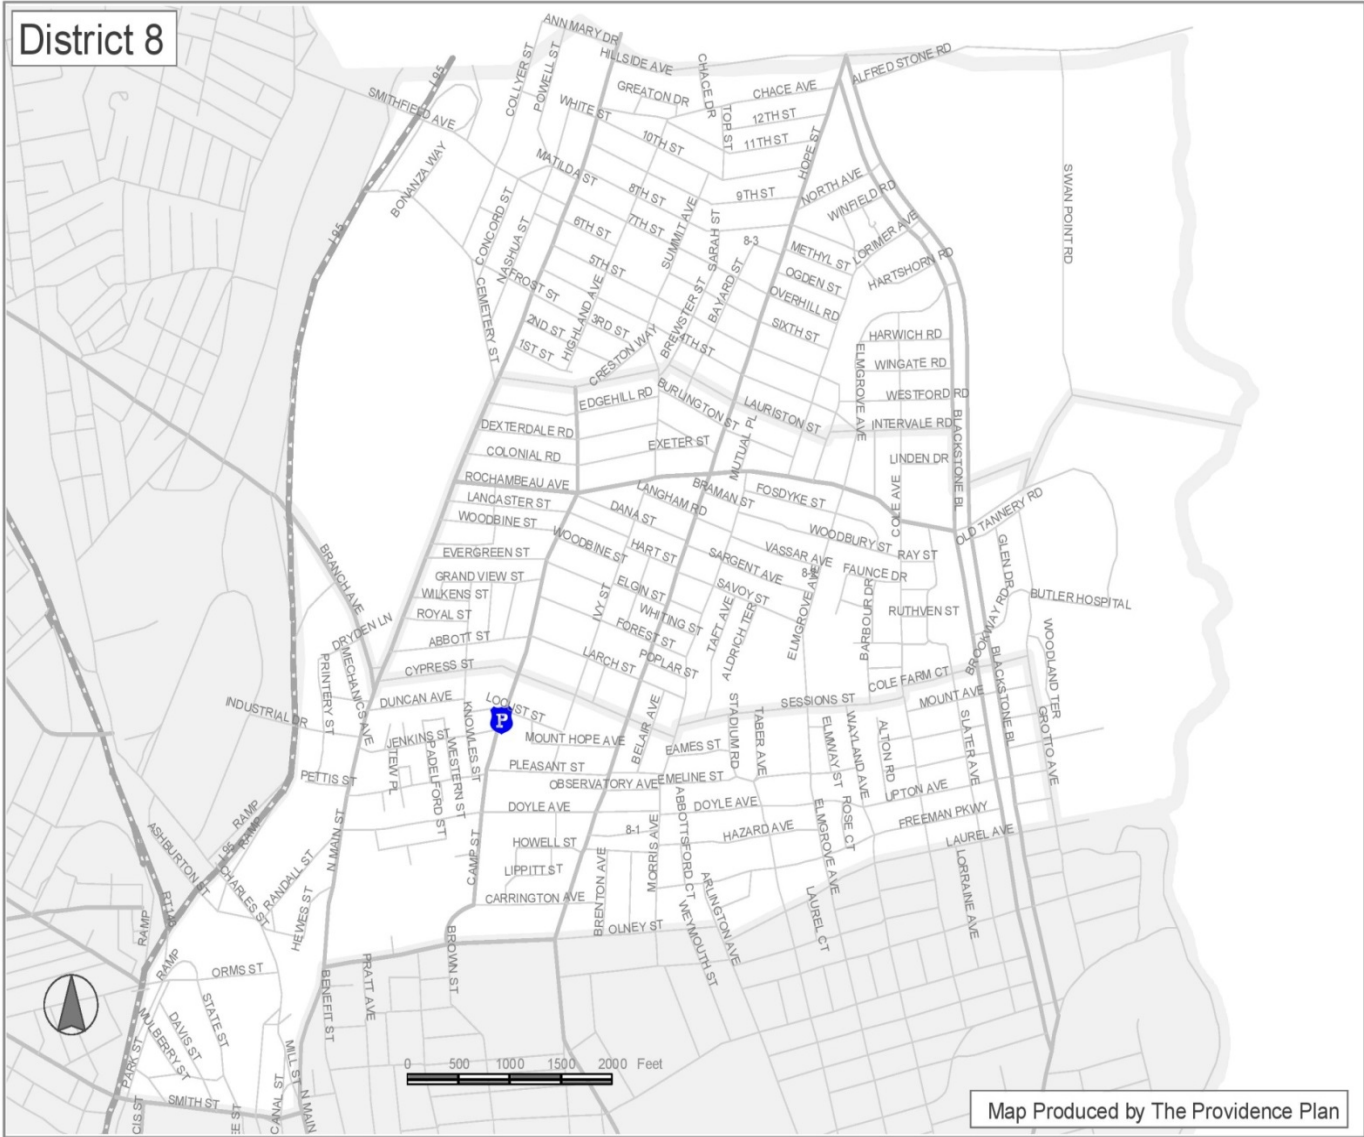 District 8
ANN MARY DR
HILLSIDE AVE
ALFRED STONE RD
I-95
COLLYER ST
POWELL ST
CHACE DR
GREATON DR
CHACE AVE
SMITHFIELD AVE
WHITE ST
TOP ST
12TH ST
11TH ST
10TH ST
HOPE ST
BONANZA WAY
MATILDA ST
8TH ST
9TH ST
NORTH AVE
WINFIELD RD
SWAN POINT RD
CONCORD ST
NASHUA ST
6TH ST
7TH ST
SUMMIT AVE
SARAH ST
8-3
METHYL ST
LORIMER AVE
I-95
5TH ST
FROST ST
BAYARD ST
OGDEN ST
HARTSHORN RD
CEMETERY ST
HIGHLAND AVE
BREWSTER ST
OVERHILL RD
2ND ST
3RD ST
4TH ST
SIXTH ST
HARWICH RD
1ST ST
CRESTON WAY
ELMGROVE AVE
WINGATE RD
EDGEHILL RD
BURLINGTON ST
LAURISTON ST
WESTFORD RD
DEXTERDALE RD
EXETER ST
MUTUAL PL
INTERVALE RD
BLACKSTONE BL
COLONIAL RD
LINDEN DR
ROCHAMBEAU AVE
LANGHAM RD
BRAMAN ST
FOSDYKE ST
COLE AVE
LANCASTER ST
DANA ST
OLD TANNERY RD
WOODBINE ST
WOODBINE ST
WOODBURY ST
BRANCH AVE
EVERGREEN ST
HART ST
SARGENT AVE
VASSAR AVE
RAY ST
GLEN DR
GRAND VIEW ST
ELGIN ST
SAVOY ST
FAUNCE DR
WILKENS ST
IVY ST
WHITING ST
ELMGROVE AVE
BARBOUR DR
BROOKWAY RD
BUTLER HOSPITAL
ROYAL ST
TAFT AVE
ALDRICH TER
RUTHVEN ST
DRYDEN LN
ABBOTT ST
FOREST ST
WOODLAND TER
MECHANICS AVE
CYPRESS ST
LARCH ST
POPLAR ST
COLE FARM CT
BLACKSTONE BL
PRINTERY ST
DUNCAN AVE
LOCUST ST
SESSIONS ST
MOUNT AVE
INDUSTRIAL DR
KNOWLES ST
P
BELAIR AVE
STADIUM RD
TABER AVE
ELMWAY ST
WAYLAND AVE
ALTON RD
SLATER AVE
GROTTO AVE
JENKINS ST
MOUNT HOPE AVE
EAMES ST
TEW PL
PADELFORD ST
WESTERN ST
PLEASANT ST
PETTIS ST
OBSERVATORY AVE
EMELINE ST
UPTON AVE
RAMP
DOYLE AVE
DOYLE AVE
FREEMAN PKWY
RAMP
N MAIN ST
CAMP ST
8-1
ABBOTTSFORD CT
HAZARD AVE
ELMGROVE AVE
ROSE CT
LAUREL AVE
ASHBURTON ST
I-95
HOWELL ST
MORRIS AVE
CHARLES ST
RANDALL ST
LIPPITT ST
BRENTON AVE
ARLINGTON AVE
LAUREL CT
LORRAINE AVE
HEWES ST
CARRINGTON AVE
WEYMOUTH ST
RAMP
OLNEY ST
BROWN ST
RAMP
ORMS ST
BENEFIT ST
PRATT AVE
STATE ST
DAVIS ST
MULBERRY ST
PARK ST
MILL ST
0 500 1000 1500 2000 Feet
SMITH ST
CANAL ST
N MAIN
CIS ST
EE ST
Map Produced by The Providence Plan